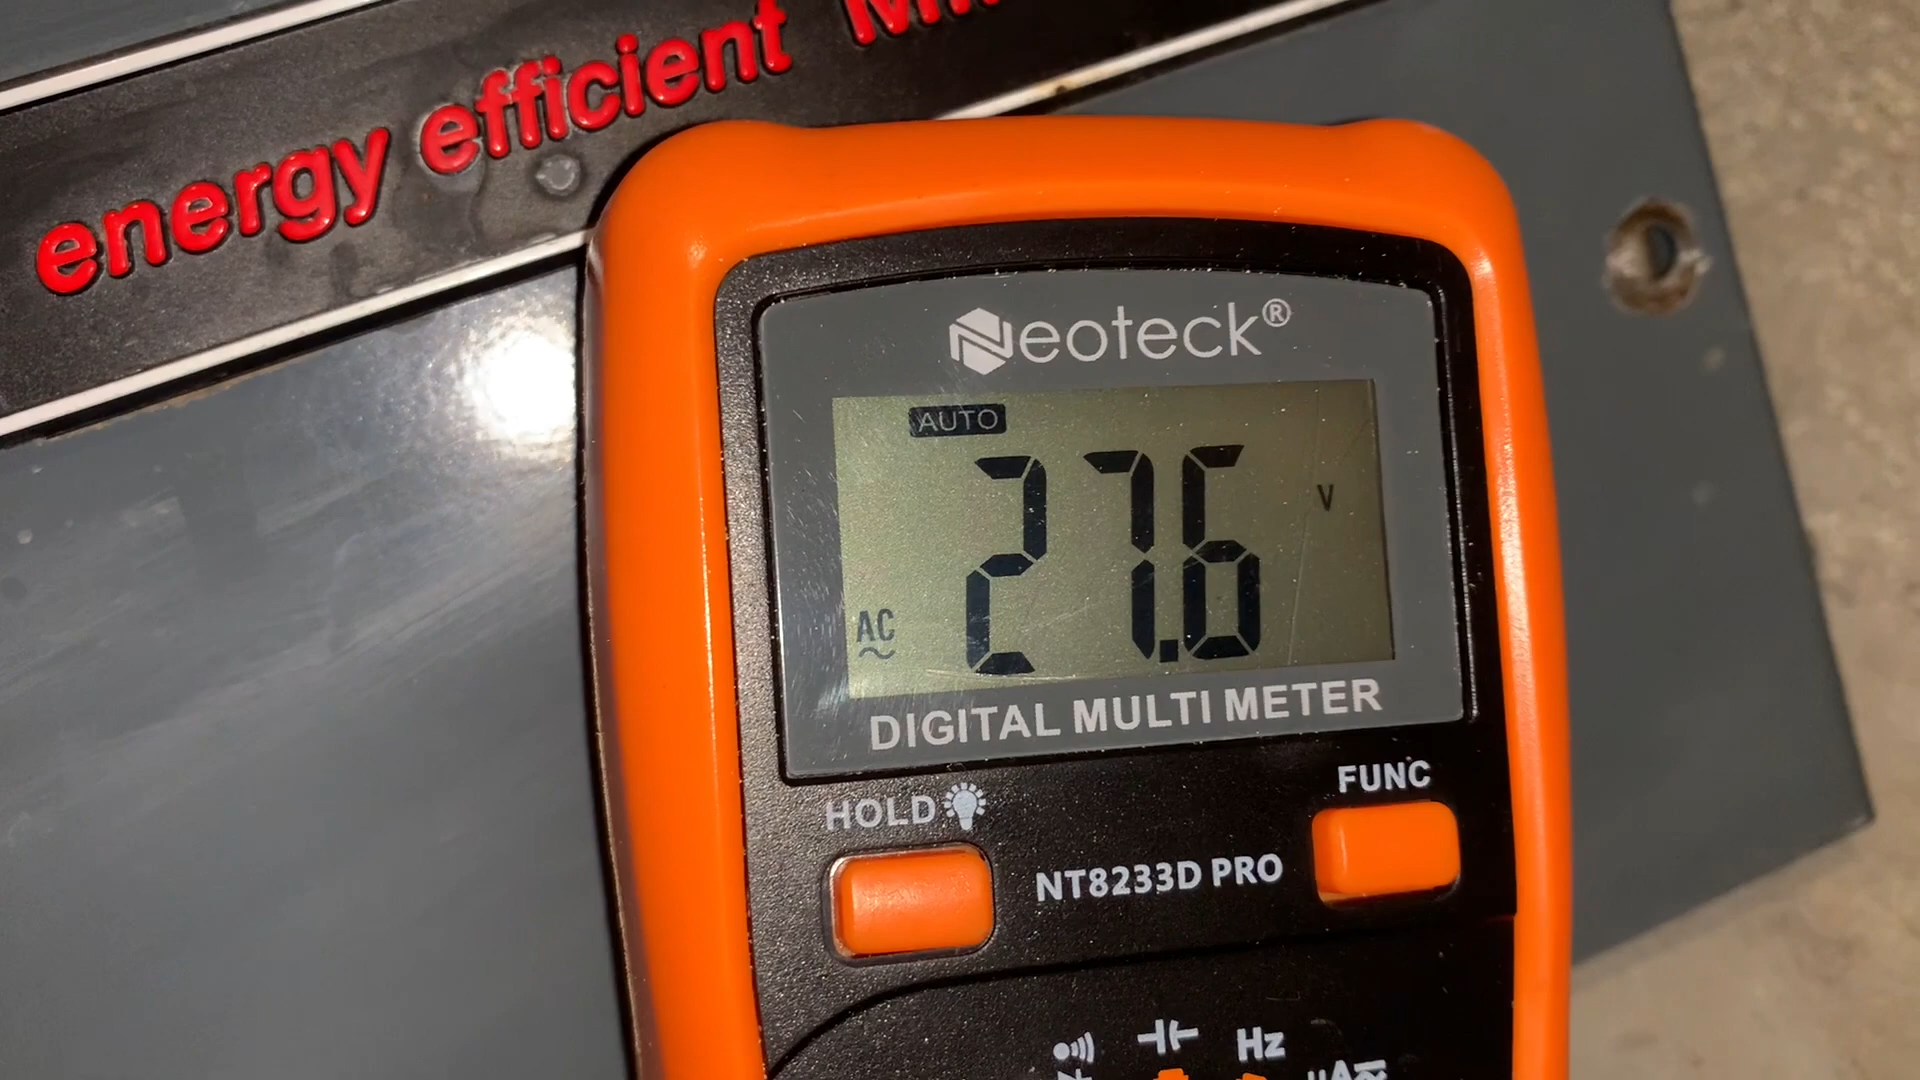 energy efficient
Neoteck®
AUTO
27.6
V
AC
DIGITAL MULTI METER
FUNC
HOLD
NT8233D PRO
Hz